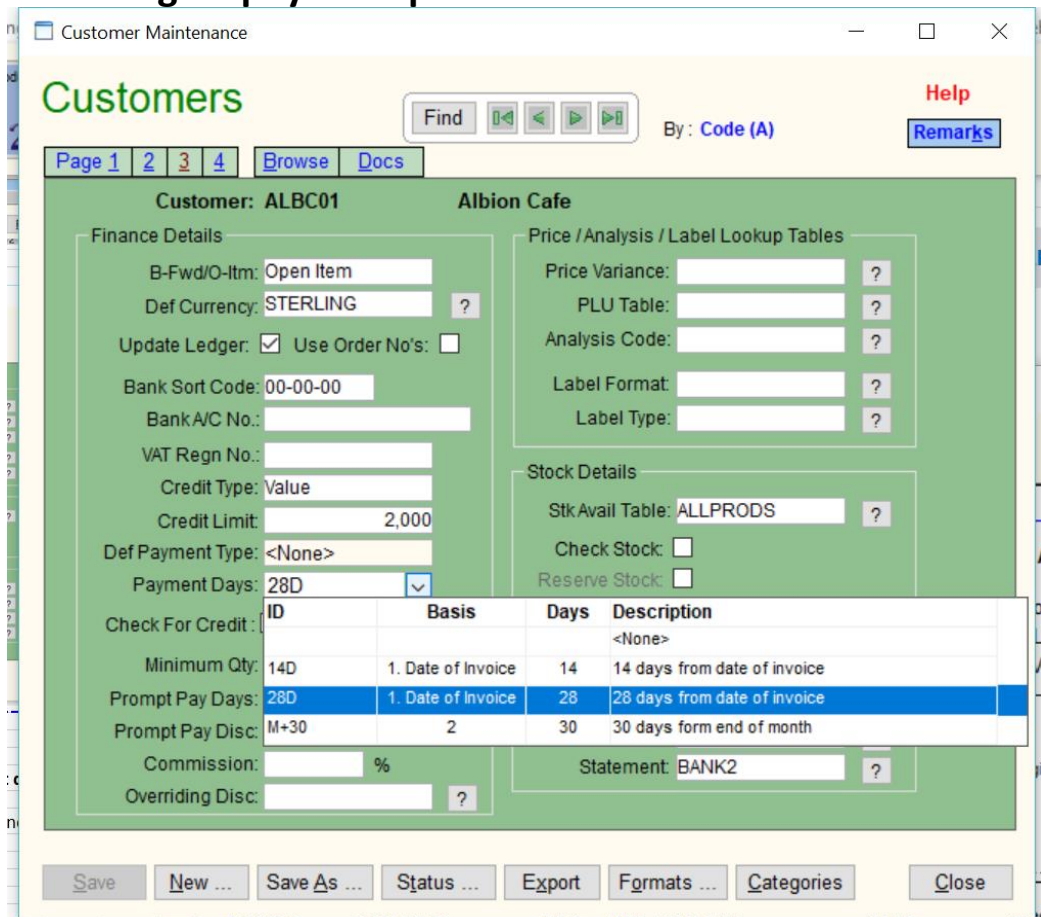 Customer Maintenance
Customers
Find
By : Code (A)
Help
Remarks
Page 1 2 3 4 Browse Docs
Customer: ALBC01 Albion Cafe
Finance Details
B-Fwd/O-Itm: Open Item
Def Currency: STERLING ?
Update Ledger: Use Order No's:
Bank Sort Code: 00-00-00
Bank A/C No.:
VAT Regn No.:
Credit Type: Value
Credit Limit: 2,000
Def Payment Type: <None>
Payment Days: 28D
Check For Credit :
Minimum Qty:
Prompt Pay Days:
Prompt Pay Disc:
Commission: %
Overriding Disc: ?
Price / Analysis / Label Lookup Tables
Price Variance: ?
PLU Table: ?
Analysis Code: ?
Label Format: ?
Label Type: ?
Stock Details
Stk Avail Table: ALLPRODS ?
Check Stock:
Reserve Stock:
ID Basis Days Description
<None>
14D 1. Date of Invoice 14 14 days from date of invoice
28D 1. Date of Invoice 28 28 days from date of invoice
M+30 2 30 30 days form end of month
Statement: BANK2 ?
Save New ... Save As ... Status ... Export Formats ... Categories Close